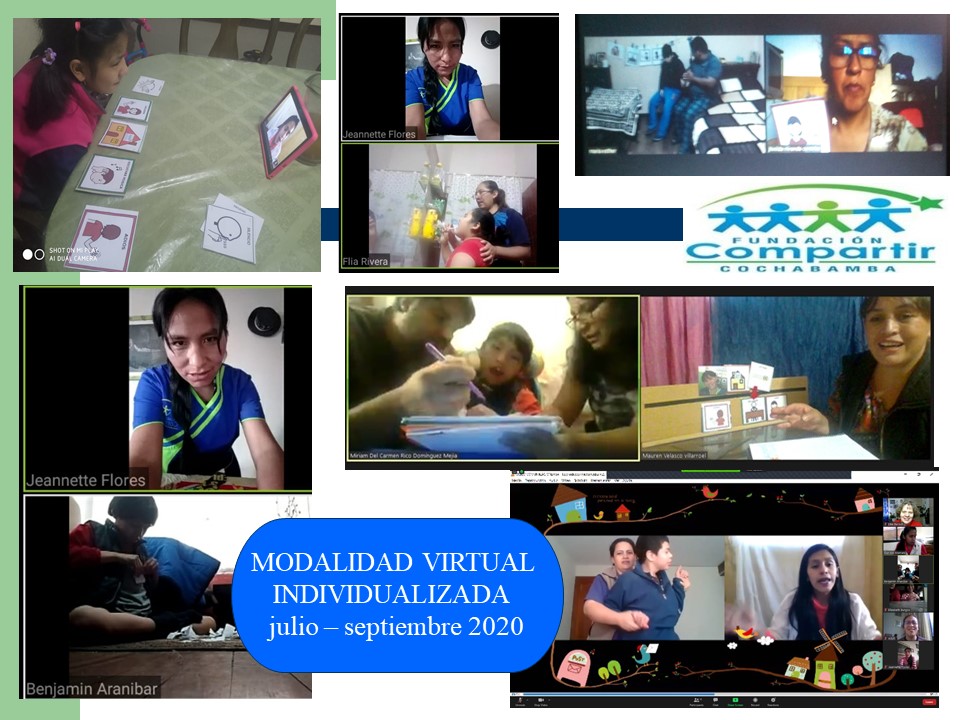 SHOT ON MI PLAY
AI DUAL CAMERA
Jeannette Flores
Flia Rivera
FUNDACIÓN
Compartir
COCHABAMBA
Jeannette Flores
Benjamin Aranibar
Miriam Del Carmen Rico Dominguez Mejia
Mauren Velasco Villarroel
MODALIDAD VIRTUAL
INDIVIDUALIZADA
julio – septiembre 2020